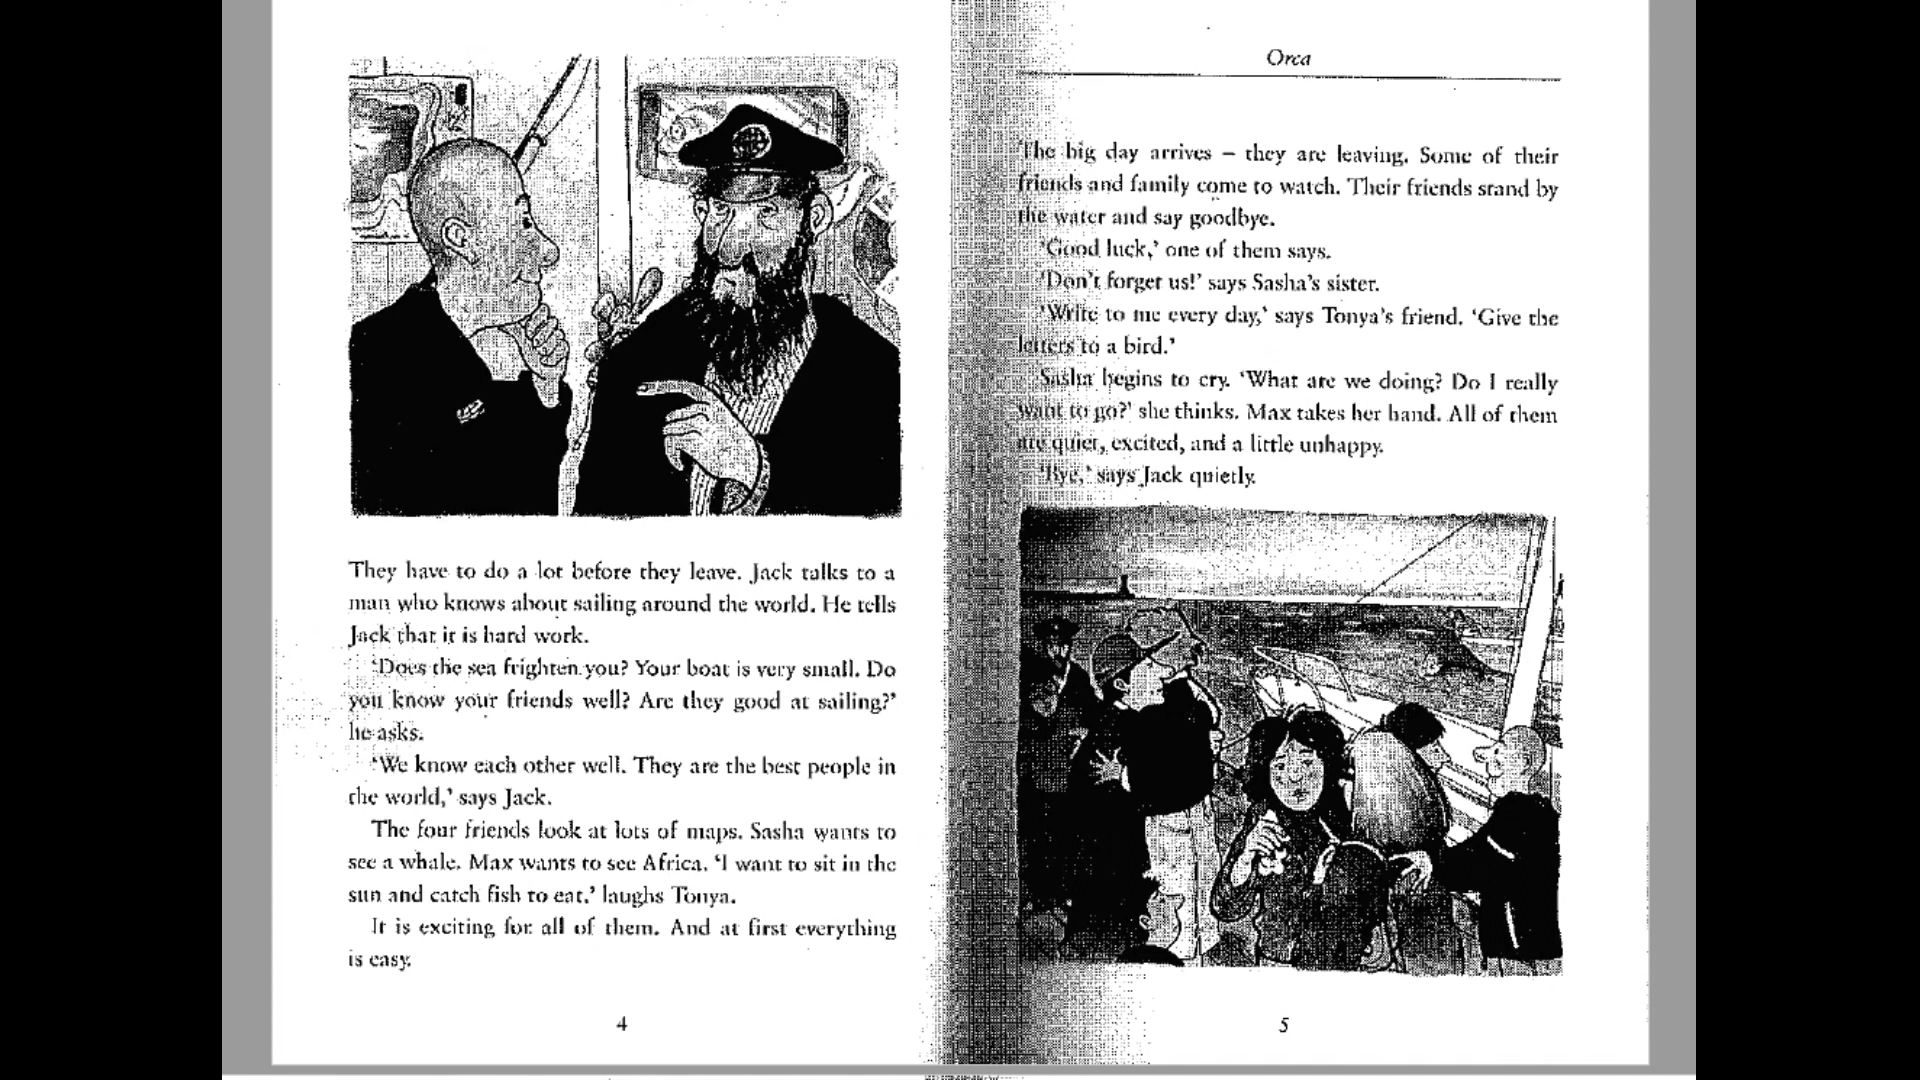 They have to do a lot before they leave. Jack talks to a
man who knows about sailing around the world. He tells
Jack that it is hard work.
‘Does the sea frighten you? Your boat is very small. Do
you know your friends well? Are they good at sailing?’
he asks.
‘We know each other well. They are the best people in
the world,’ says Jack.
The four friends look at lots of maps. Sasha wants to
see a whale. Max wants to see Africa. ‘I want to sit in the
sun and catch fish to eat,’ laughs Tonya.
It is exciting for all of them. And at first everything
is easy.
4
Orca
The big day arrives – they are leaving. Some of their
friends and family come to watch. Their friends stand by
the water and say goodbye.
‘Good luck,’ one of them says.
‘Don’t forget us!’ says Sasha’s sister.
‘Write to me every day,’ says Tonya’s friend. ‘Give the
letters to a bird.’
Sasha begins to cry. ‘What are we doing? Do I really
want to go?’ she thinks. Max takes her hand. All of them
are quiet, excited, and a little unhappy.
‘Bye,’ says Jack quietly.
5